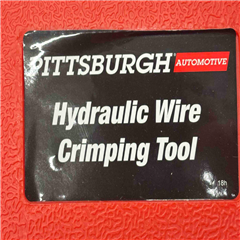 PITTSBURGH AUTOMOTIVE
Hydraulic Wire
Crimping Tool